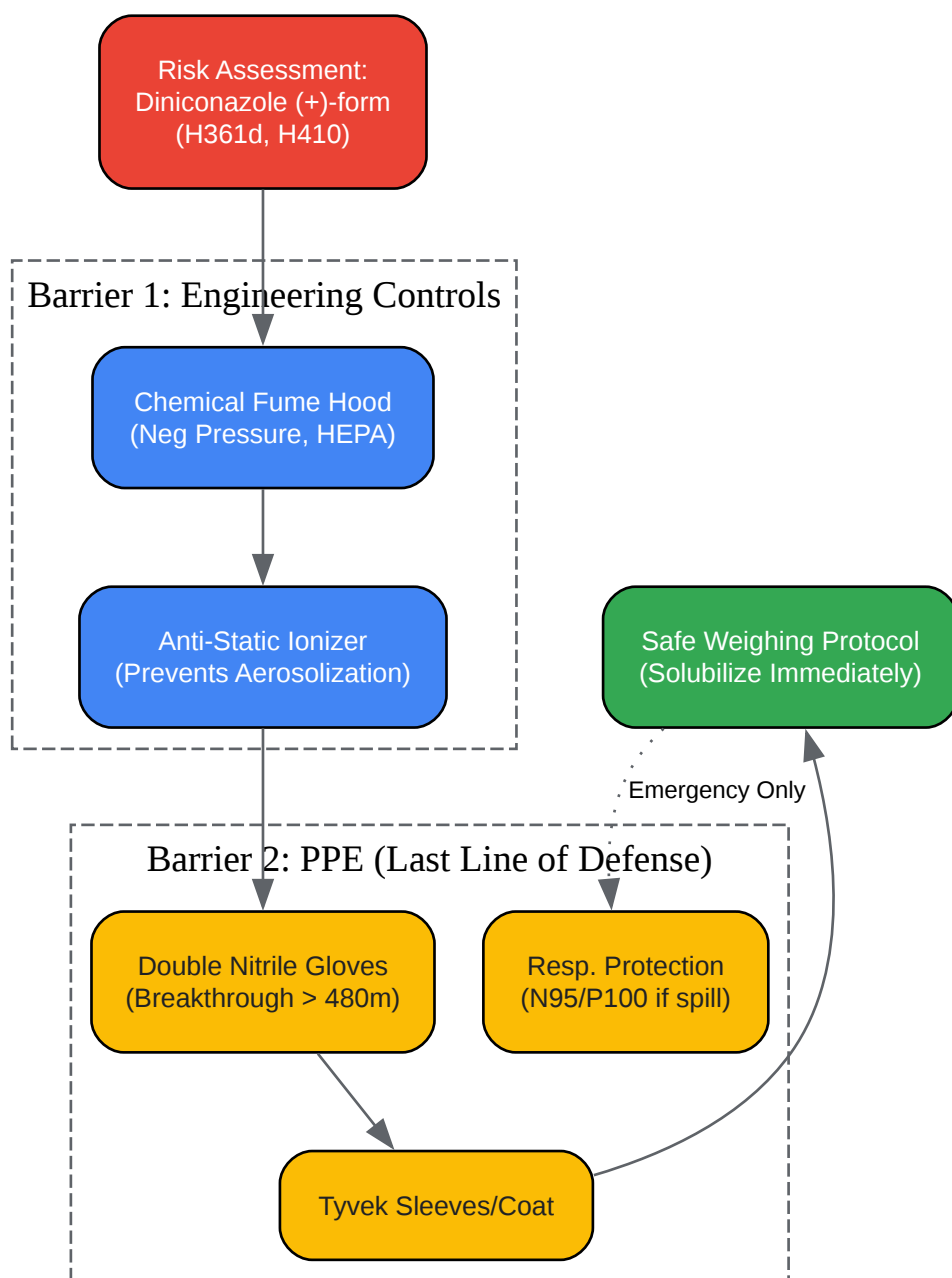 Risk Assessment:
Diniconazole (+)-form
(H361d, H410)
Barrier 1: Engineering Controls
Chemical Fume Hood
(Neg Pressure, HEPA)
Anti-Static Ionizer
(Prevents Aerosolization)
Safe Weighing Protocol
(Solubilize Immediately)
Emergency Only
Barrier 2: PPE (Last Line of Defense)
Double Nitrile Gloves
(Breakthrough > 480m)
Resp. Protection
(N95/P100 if spill)
Tyvek Sleeves/Coat